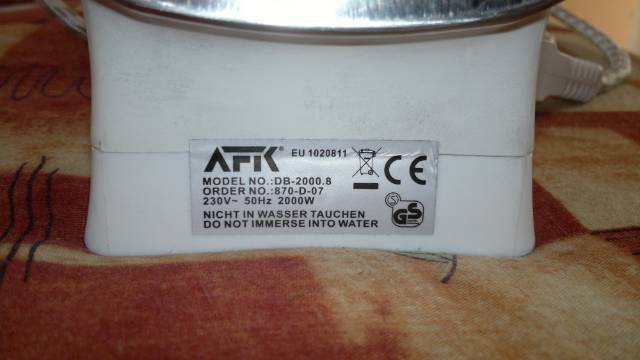 AFK® EU 1020811
CE
MODEL NO.:DB-2000.8
ORDER NO.:870-D-07
230V~ 50Hz 2000W
GS
NICHT IN WASSER TAUCHEN
DO NOT IMMERSE INTO WATER